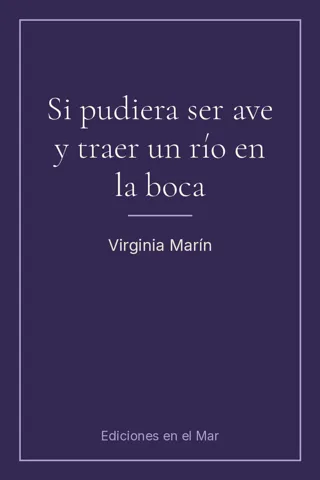 Si pudiera ser ave
y traer un río en
la boca
Virginia Marín
Ediciones en el Mar